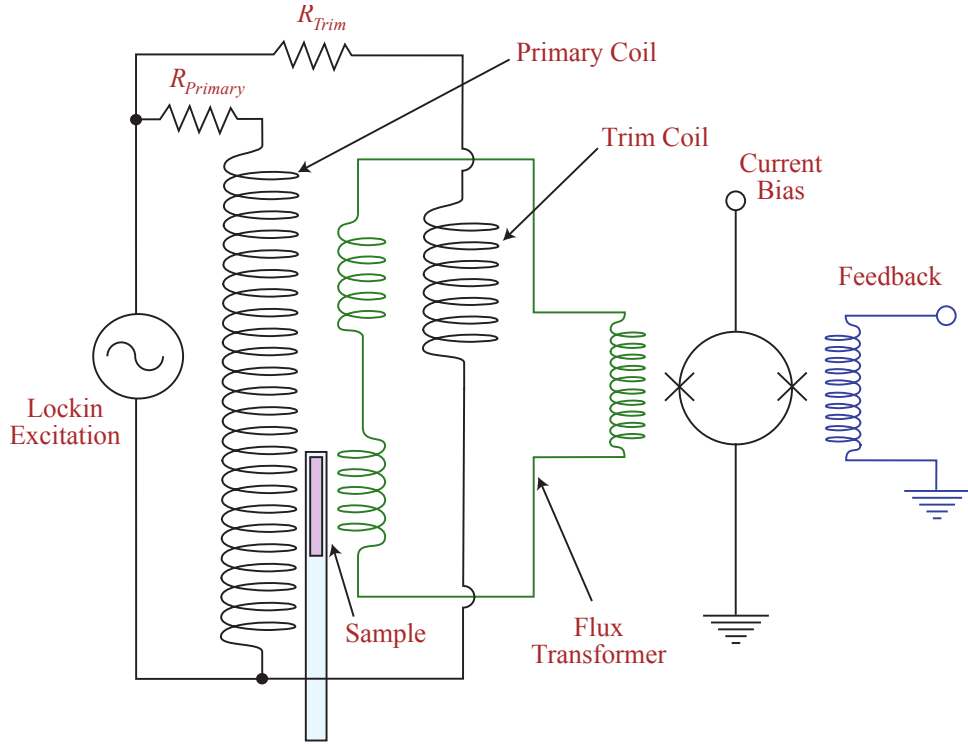 R_Trim
Primary Coil
R_Primary
Trim Coil
Current
Bias
Feedback
Lockin
Excitation
Sample
Flux
Transformer